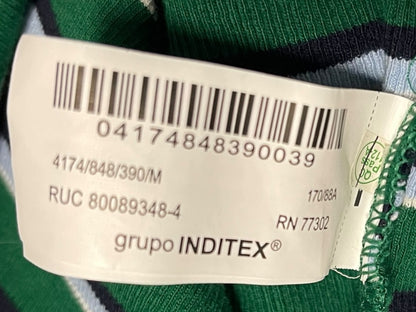 04174848390039
4174/848/390/M
170/88A
RUC 80089348-4
RN 77302
grupo INDITEX®